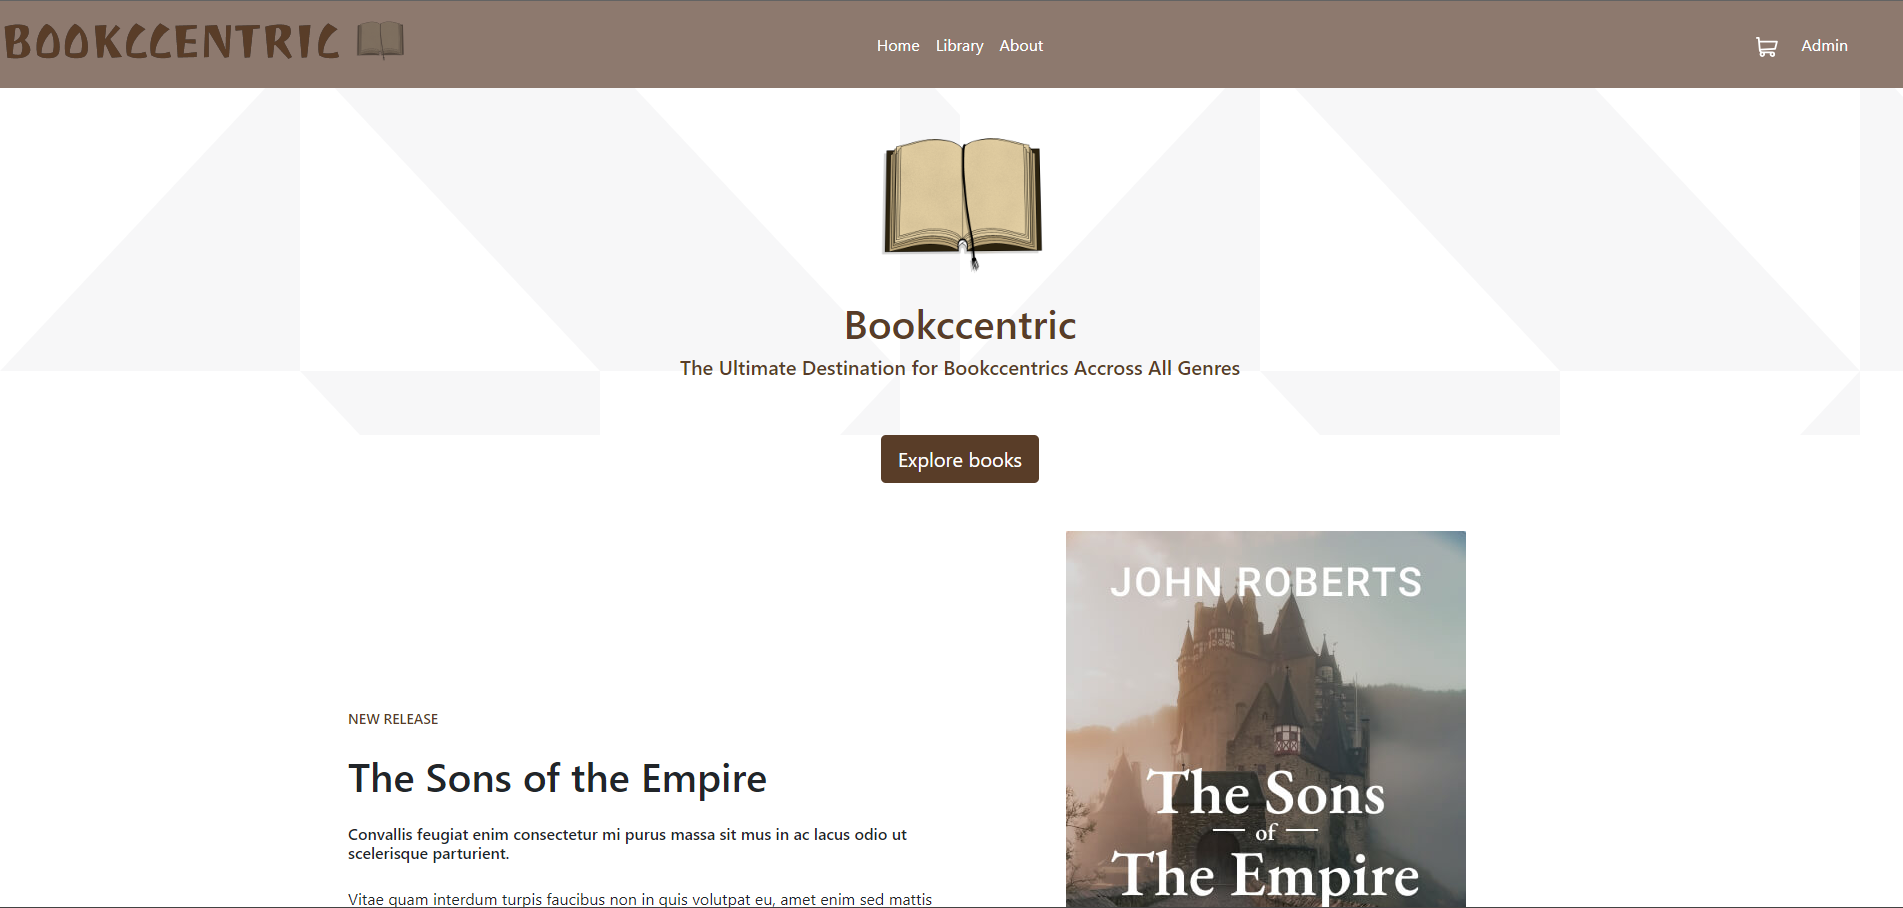 BOOKCCENTRIC
Home Library About
Admin
Bookccentric
The Ultimate Destination for Bookccentrics Accross All Genres
Explore books
NEW RELEASE
The Sons of the Empire
Convallis feugiat enim consectetur mi purus massa sit mus in ac lacus odio ut
scelerisque parturient.
Vitae quam interdum turpis faucibus non in quis volutpat eu, amet enim sed mattis
JOHN ROBERTS
The Sons
of
The Empire